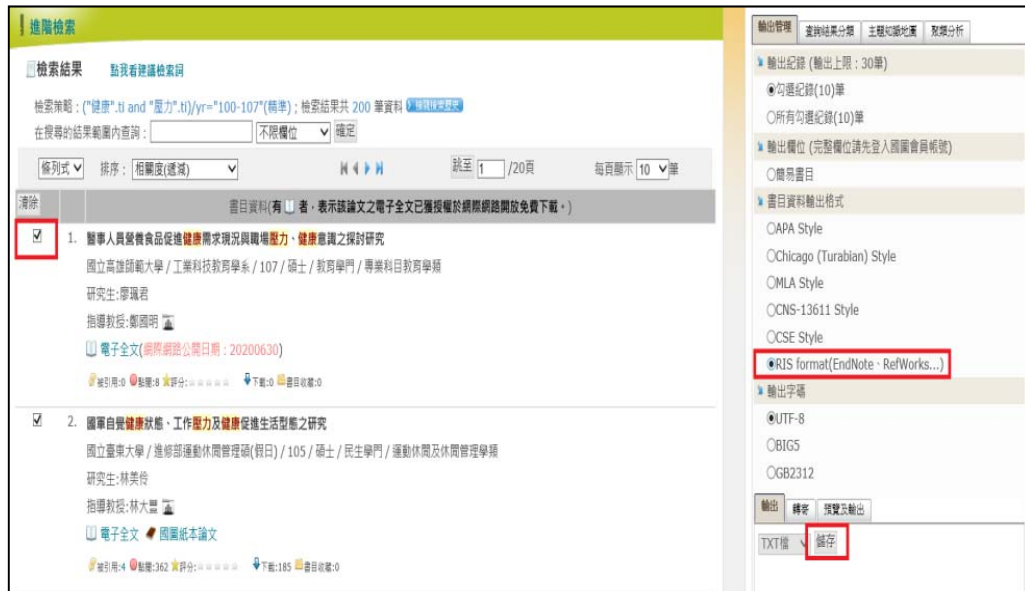 進階檢索
檢索結果 點我看建議檢索詞
檢索策略：("健康".ti and "壓力".ti)/yr="100-107"(精準)；檢索結果共 200 筆資料
在搜尋的結果範圍內查詢： 不限欄位 確定
條列式 排序： 相關度(遞減) 跳至 1 /20頁 每頁顯示 10 筆
清除 書目資料(有 者，表示該論文之電子全文已獲授權於網際網路開放免費下載。)
1. 醫事人員營養食品促進健康需求現況與職場壓力、健康意識之探討研究
國立高雄師範大學 / 工業科技教育學系 / 107 / 碩士 / 教育學門 / 專業科目教育學類
研究生:廖珮君
指導教授:鄭國明
電子全文(網際網路公開日期：20200630)
被引用:0 點閱:8 評分: 下載:0 書目收藏:0
2. 國軍自覺健康狀態、工作壓力及健康促進生活型態之研究
國立臺東大學 / 進修部運動休閒管理碩(假日) / 105 / 碩士 / 民生學門 / 運動休閒及休閒管理學類
研究生:林美伶
指導教授:林大豐
電子全文 國圖紙本論文
被引用:4 點閱:362 評分: 下載:185 書目收藏:0
輸出管理 查詢結果分類 主題知識地圖 聚類分析
輸出紀錄 (輸出上限：30筆)
勾選紀錄(10)筆
所有勾選紀錄(10)筆
輸出欄位 (完整欄位請先登入國圖會員帳號)
簡易書目
書目資料輸出格式
APA Style
Chicago (Turabian) Style
MLA Style
CNS-13611 Style
CSE Style
RIS format(EndNote、RefWorks...)
輸出字碼
UTF-8
BIG5
GB2312
輸出 轉寄 預覽及輸出
TXT檔 儲存